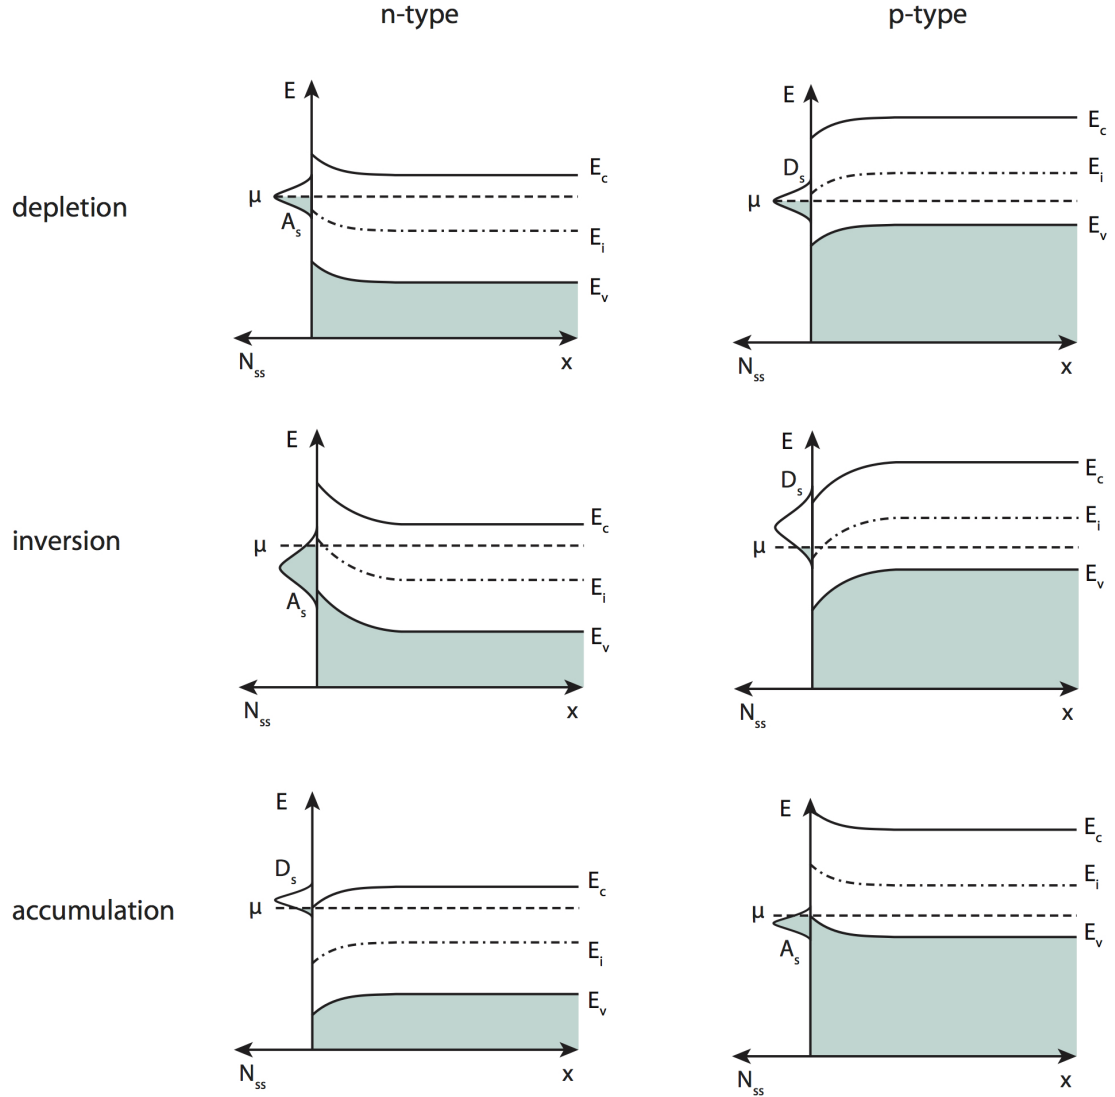 n-type p-type
depletion
E
E_c
μ
A_s
E_i
E_v
N_ss x
E
E_c
D_s
E_i
μ
E_v
N_ss x
inversion
E
E_c
μ
E_i
A_s
E_v
N_ss x
E
E_c
D_s
E_i
μ
E_v
N_ss x
accumulation
E
D_s
E_c
μ
E_i
E_v
N_ss x
E
E_c
E_i
μ
E_v
A_s
N_ss x